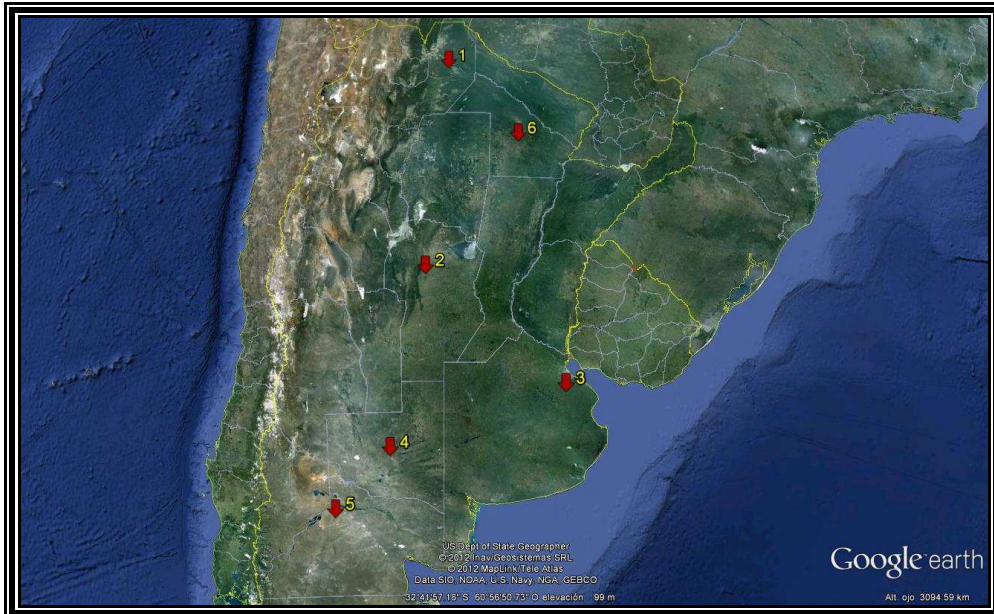 1
6
2
3
4
5
US Dept of State Geographer
© 2012 Inav/Geosistemas SRL
© 2012 MapLink/Tele Atlas
Data SIO, NOAA, U.S. Navy, NGA, GEBCO
32°41'57.18" S 60°56'50.73" O elevación 99 m
Google earth
Alt. ojo 3094.59 km